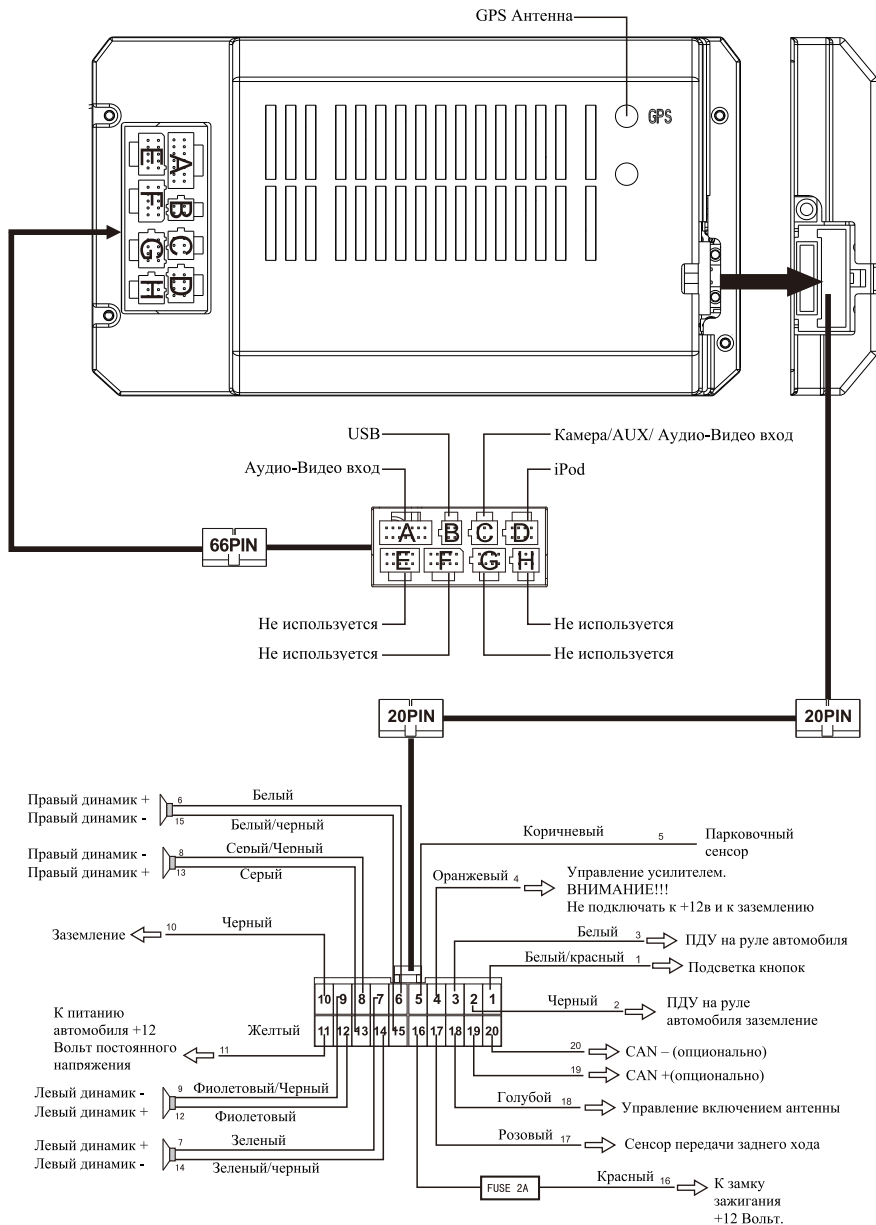 GPS Антенна
GPS
A
B
C
D
E
F
G
H
USB
Камера/AUX/ Аудио-Видео вход
Аудио-Видео вход
iPod
66PIN
A B C D
E F G H
Не используется
Не используется
Не используется
Не используется
20PIN
20PIN
Правый динамик +
6
Белый
Правый динамик -
15
Белый/черный
Правый динамик -
8
Серый/Черный
Правый динамик +
13
Серый
Коричневый
5
Парковочный
сенсор
Оранжевый
4
Управление усилителем.
ВНИМАНИЕ!!!
Не подключать к +12в и к заземлению
Заземление
10
Черный
Белый
3
ПДУ на руле автомобиля
Белый/красный
1
Подсветка кнопок
10 9 8 7 6 5 4 3 2 1
11 12 13 14 15 16 17 18 19 20
Черный
2
ПДУ на руле
автомобиля заземление
К питанию
автомобиля +12
Вольт постоянного
напряжения
11
Желтый
20
CAN – (опционально)
19
CAN +(опционально)
Левый динамик -
9
Фиолетовый/Черный
Левый динамик +
12
Фиолетовый
Голубой
18
Управление включением антенны
Левый динамик +
7
Зеленый
Левый динамик -
14
Зеленый/черный
Розовый
17
Сенсор передачи заднего хода
FUSE 2A
Красный
16
К замку
зажигания
+12 Вольт.